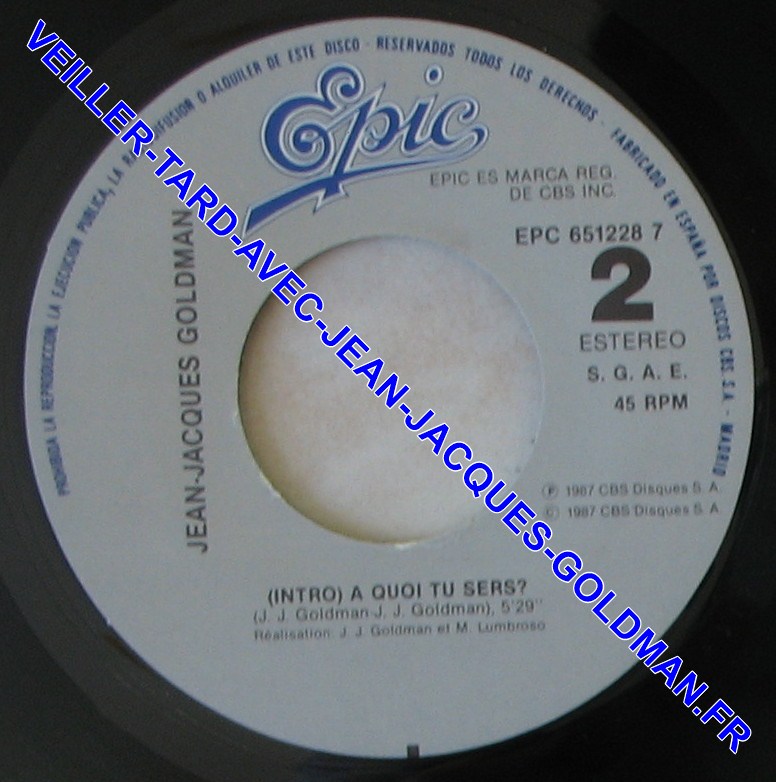 PROHIBIDA LA REPRODUCCION, LA EJECUCION PUBLICA, LA RADIODIFUSION O ALQUILER DE ESTE DISCO - RESERVADOS TODOS LOS DERECHOS - FABRICADO EN ESPAÑA POR DISCOS CBS, S.A. - MADRID
Epic
EPIC ES MARCA REG.
DE CBS INC.
EPC 651228 7
2
ESTEREO
S. G. A. E.
45 RPM
JEAN-JACQUES GOLDMAN
℗ 1987 CBS Disques S. A.
© 1987 CBS Disques S. A.
(INTRO) A QUOI TU SERS?
(J. J. Goldman-J. J. Goldman), 5'29''
Réalisation: J. J. Goldman et M. Lumbroso
VEILLER-TARD-AVEC-JEAN-JACQUES-GOLDMAN.FR